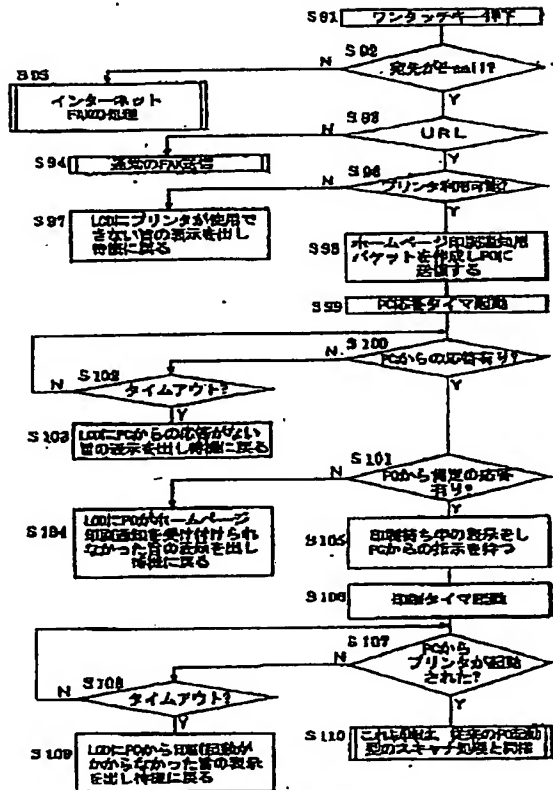 S91
ワンタッチキー押下
S92
宛先がE-mail?
N
Y
S95
インターネット
FAXの処理
S93
URL
N
Y
S94
通常のFAX送信
S96
プリンタ利用可能?
N
Y
S97
LCDにプリンタが使用で
きない旨の表示を出し
待機に戻る
S98
ホームページ印刷通知用
パケットを作成しPCに
送信する
S99
PC応答タイマ起動
S100
PCからの応答有り?
N
Y
S102
タイムアウト?
N
Y
S103
LCDにPCからの応答がない
旨の表示を出し待機に戻る
S101
PCから肯定の応答
有り?
N
Y
S104
LCDにPCがホームページ
印刷通知を受け付けられ
なかった旨の表示を出し
待機に戻る
S105
印刷待ち中の表示をし
PCからの指示を待つ
S106
印刷タイマ起動
S107
PCから
プリンタが起動
された?
N
Y
S108
タイムアウト?
N
Y
S109
LCDにPCから印刷起動が
かからなかった旨の表示
を出し待機に戻る
S110
これ以降は、従来のPC起動
型のスキャナ処理と同様